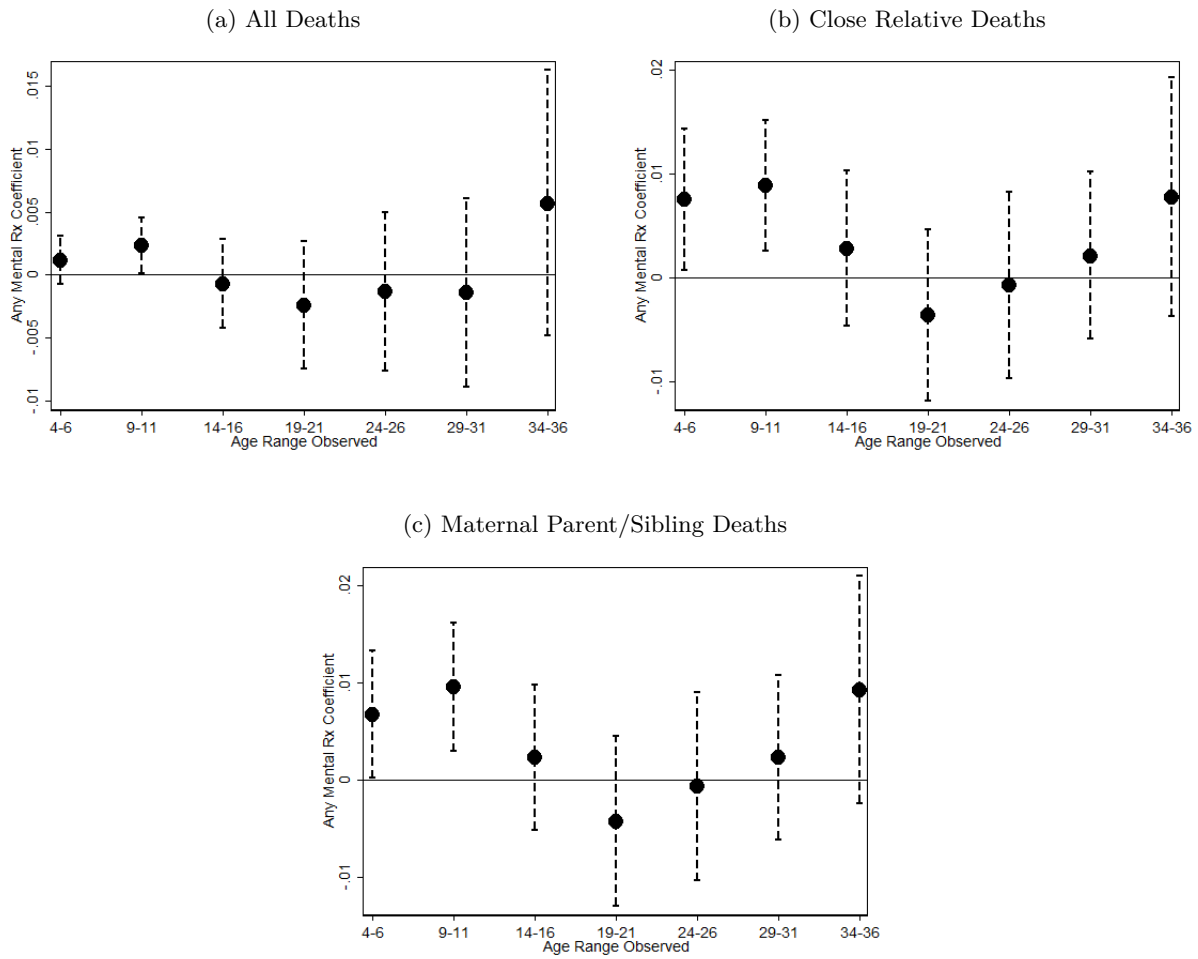 (a) All Deaths
Any Mental Rx Coefficient
.015
.01
.005
0
-.005
-.01
4-6 9-11 14-16 19-21 24-26 29-31 34-36
Age Range Observed
(b) Close Relative Deaths
Any Mental Rx Coefficient
.02
.01
0
-.01
4-6 9-11 14-16 19-21 24-26 29-31 34-36
Age Range Observed
(c) Maternal Parent/Sibling Deaths
Any Mental Rx Coefficient
.02
.01
0
-.01
4-6 9-11 14-16 19-21 24-26 29-31 34-36
Age Range Observed